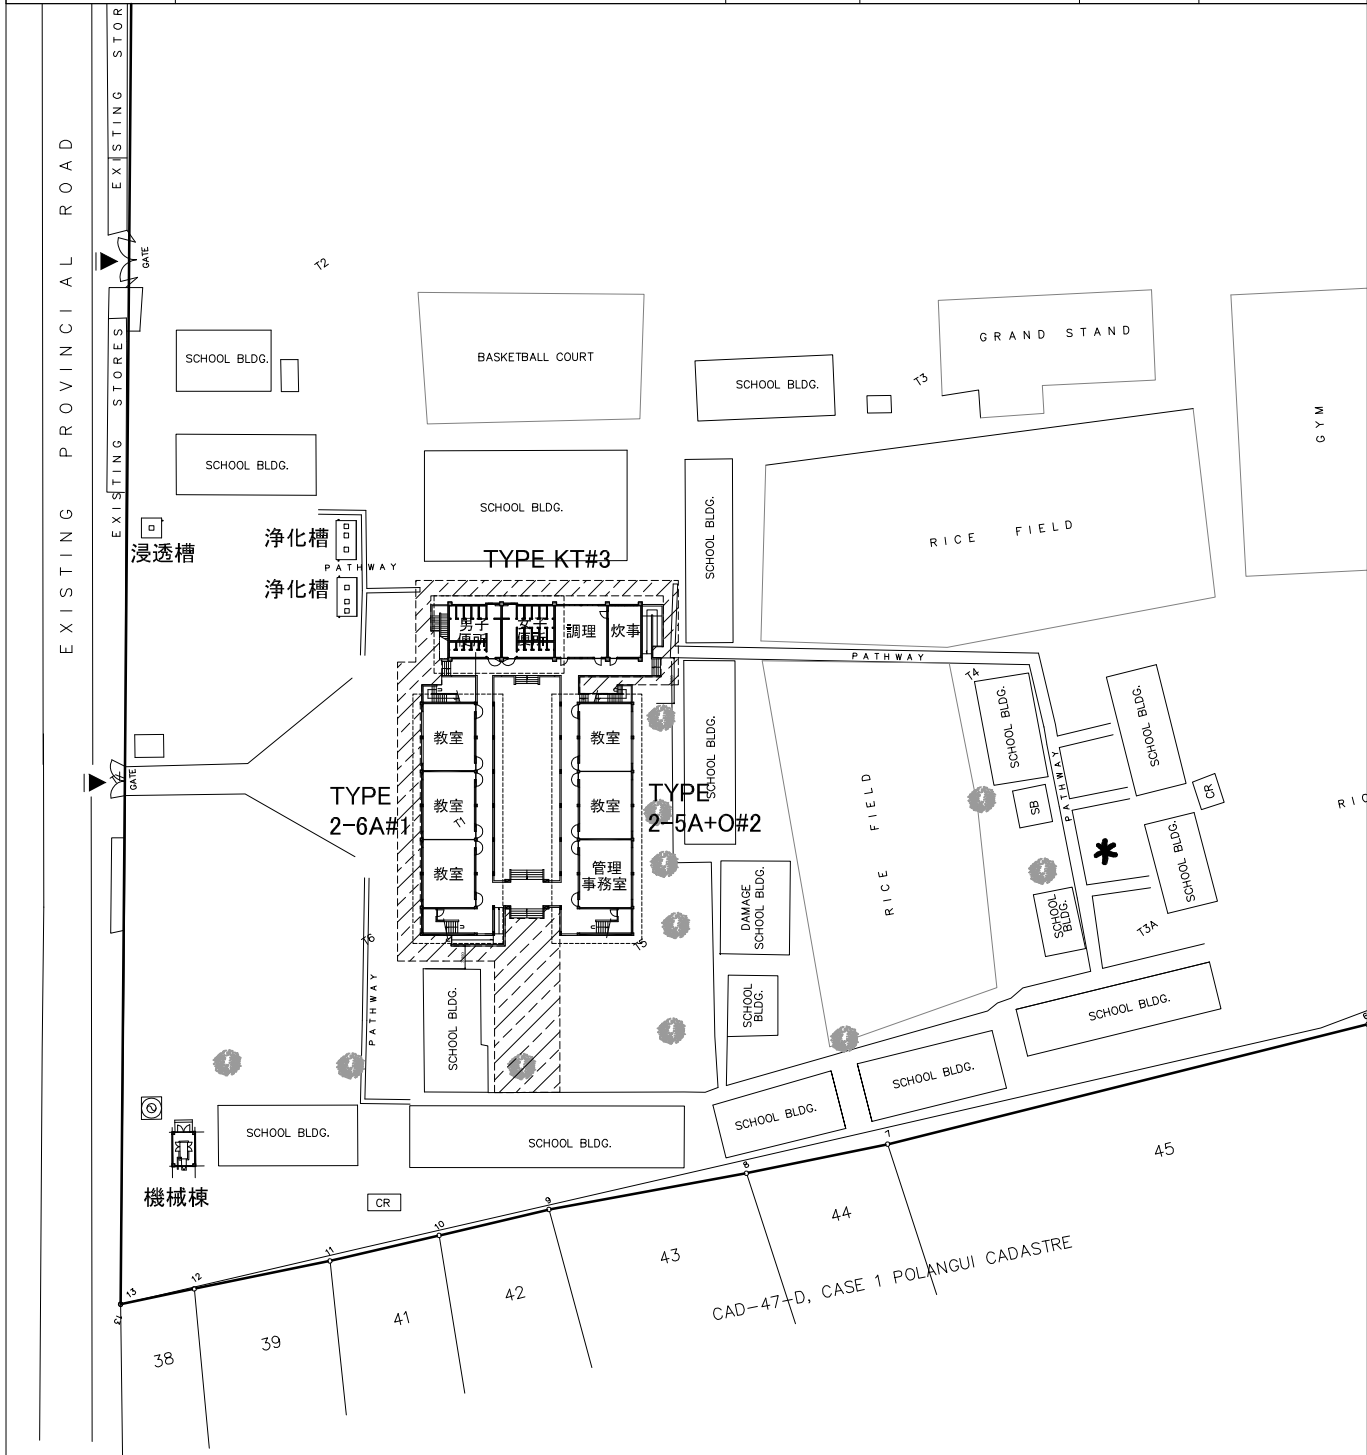 EXISTING STOR
EXISTING PROVINCIAL ROAD
GATE
T2
EXISTING STORES
SCHOOL BLDG.
BASKETBALL COURT
SCHOOL BLDG.
T3
GRAND STAND
GYM
SCHOOL BLDG.
SCHOOL BLDG.
SCHOOL BLDG.
RICE FIELD
EXISTING
浸透槽
浄化槽
PATHWAY
浄化槽
TYPE KT#3
男子
便所
女子
便所
調理
炊事
PATHWAY
T4
SCHOOL BLDG.
SCHOOL BLDG.
SCHOOL BLDG.
教室
教室
GATE
TYPE
2-6A#1
教室
T1
教室
TYPE
2-5A+O#2
RICE FIELD
SB
PATHWAY
CR
RIC
教室
管理
事務室
DAMAGE
SCHOOL BLDG.
SCHOOL
BLDG.
SCHOOL BLDG.
T3A
T6
T5
PATHWAY
SCHOOL BLDG.
SCHOOL
BLDG.
SCHOOL BLDG.
SCHOOL BLDG.
SCHOOL BLDG.
SCHOOL BLDG.
SCHOOL BLDG.
機械棟
CR
6
7
8
9
10
11
12
13
13
45
44
43
42
41
39
38
CAD-47-D, CASE 1 POLANGUI CADASTRE